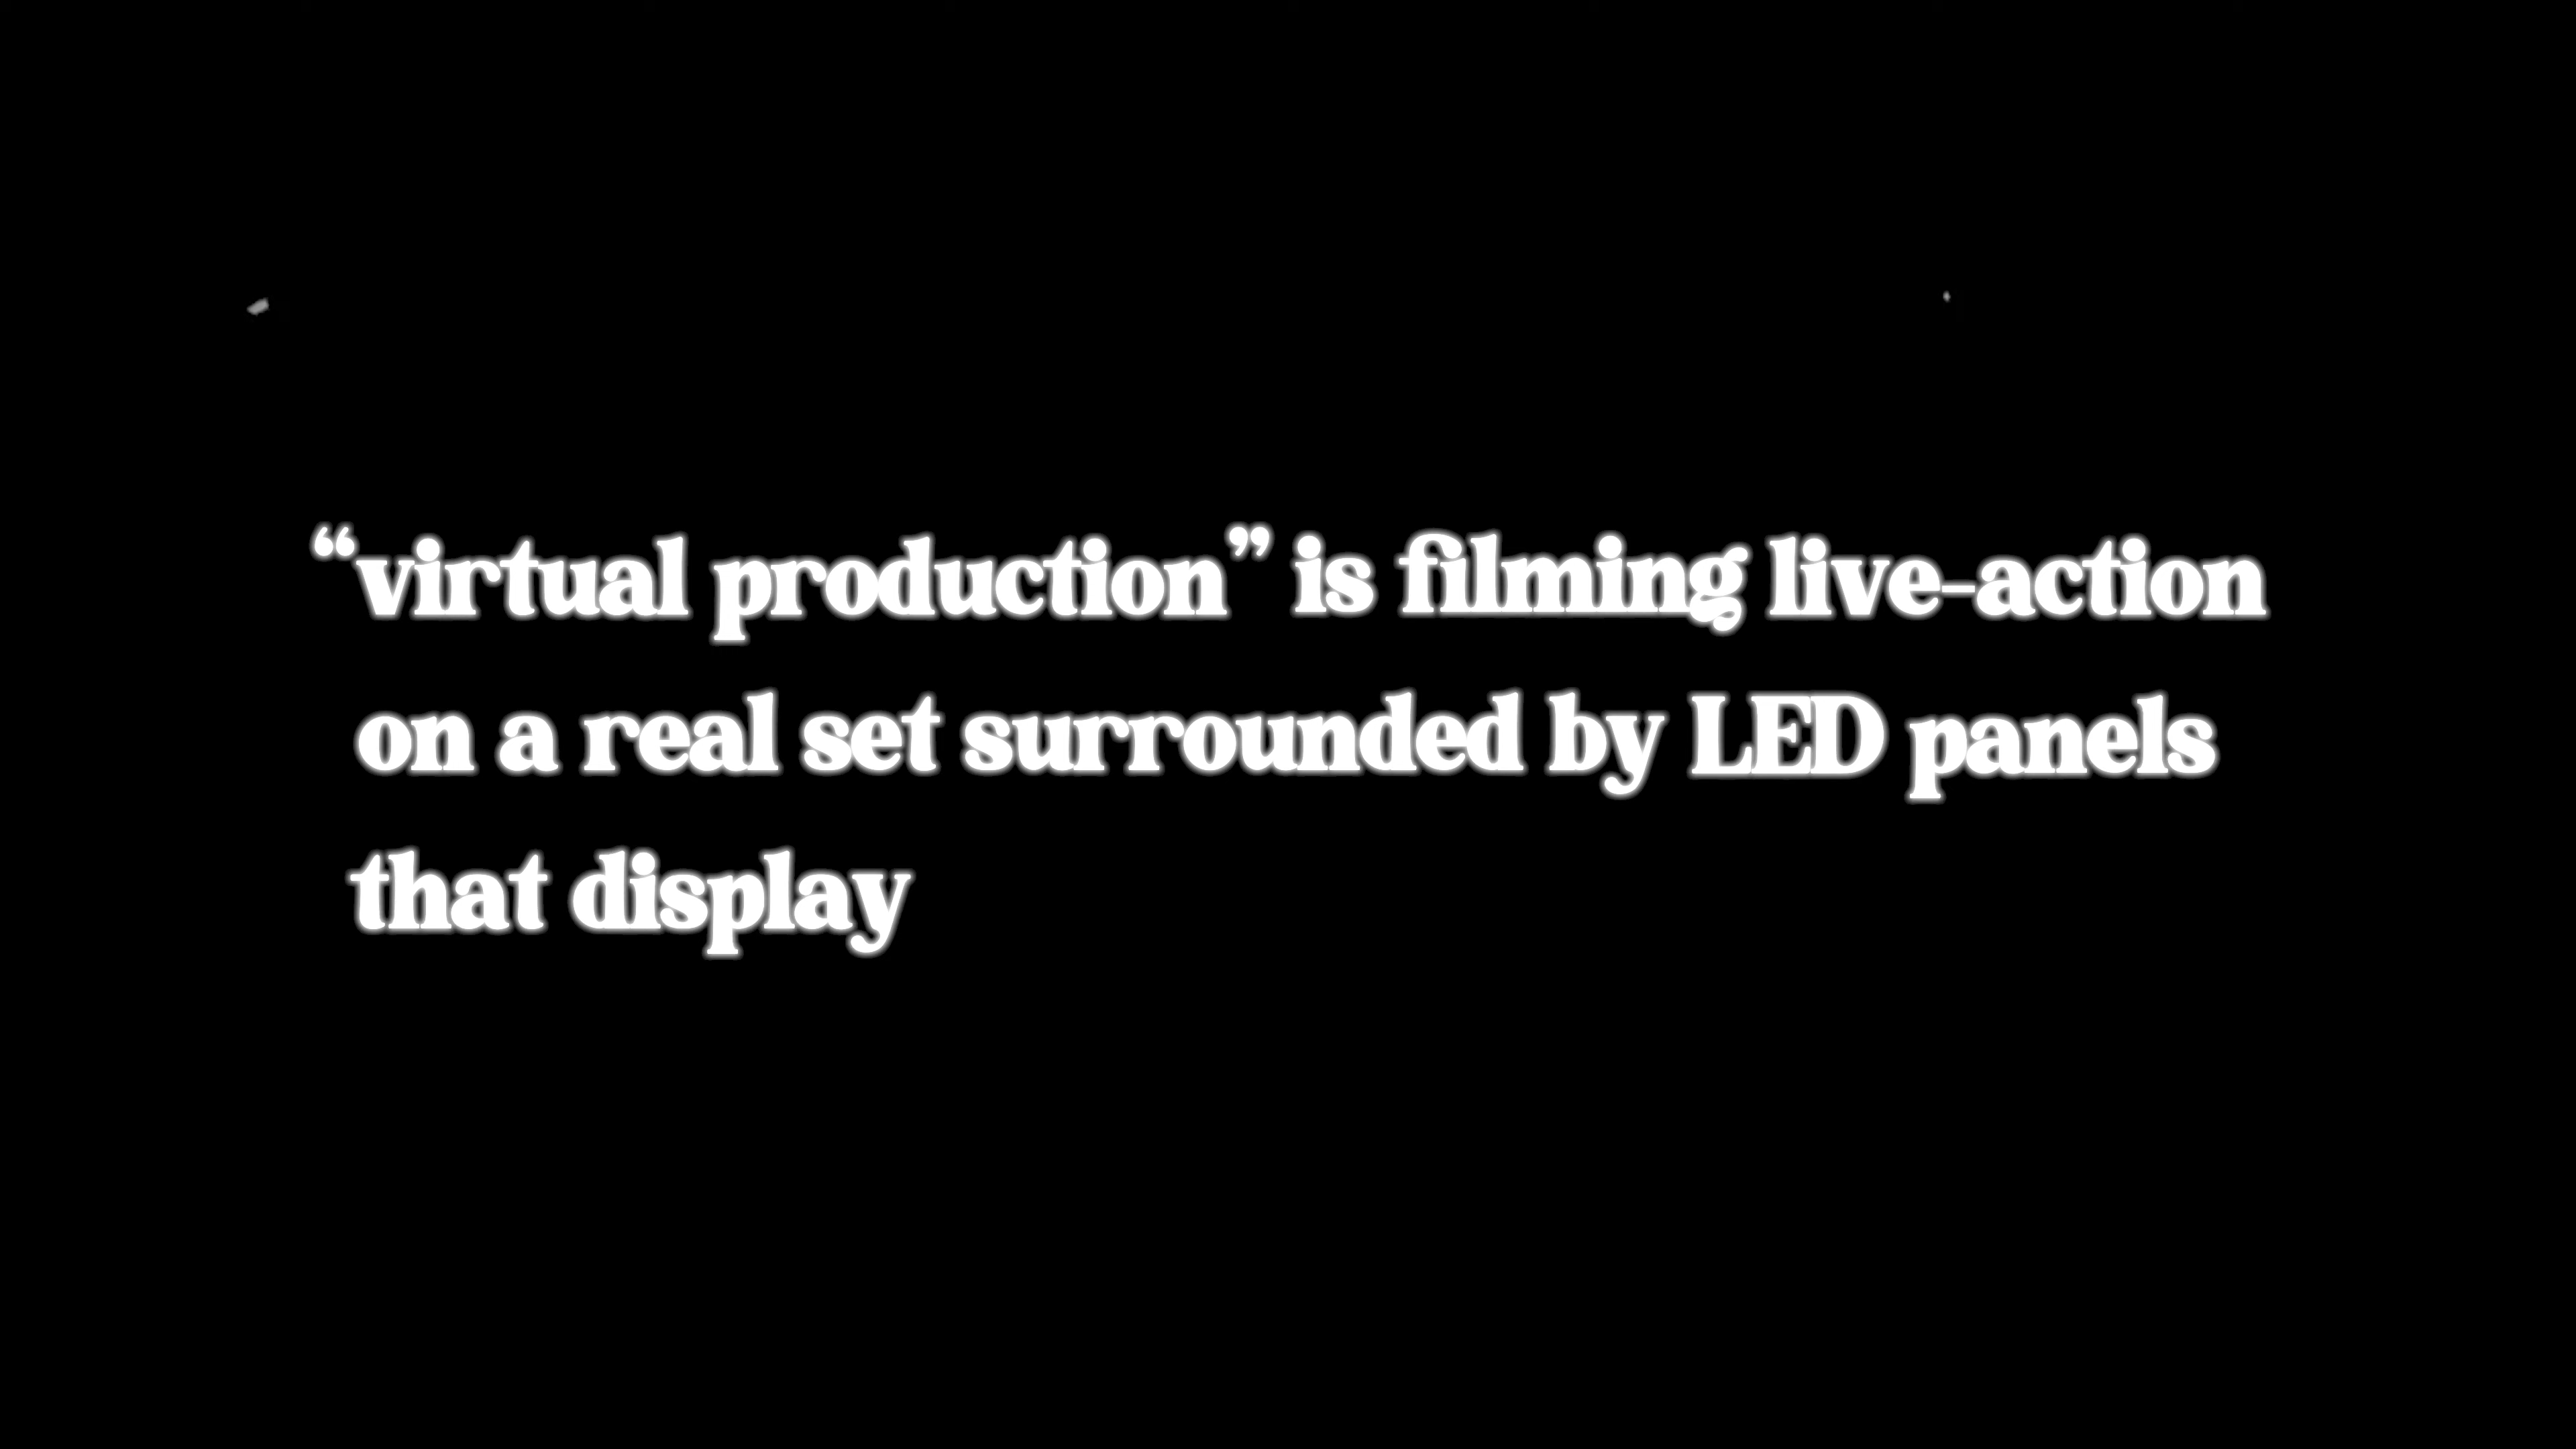 “virtual production” is filming live-action
on a real set surrounded by LED panels
that display